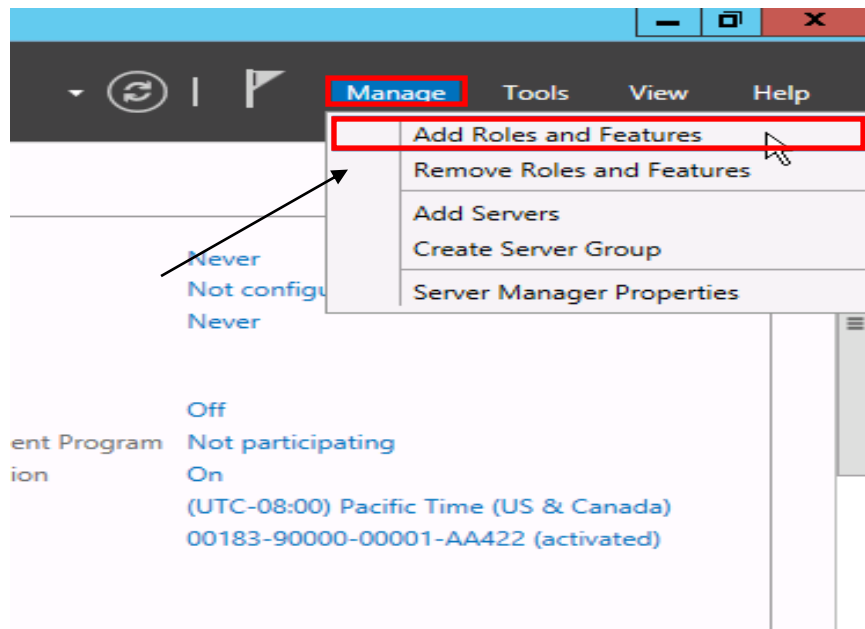 Manage Tools View Help
Add Roles and Features
Remove Roles and Features
Add Servers
Create Server Group
Server Manager Properties
Never
Not configu
Never
Off
ent Program Not participating
ion On
(UTC-08:00) Pacific Time (US & Canada)
00183-90000-00001-AA422 (activated)